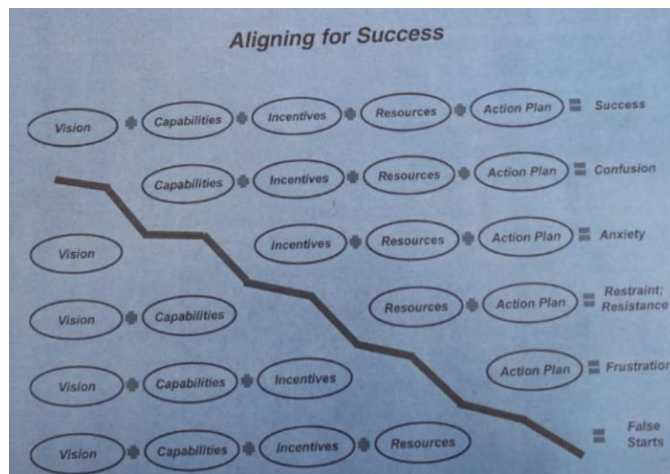 Aligning for Success
Vision + Capabilities + Incentives + Resources + Action Plan = Success
Capabilities + Incentives + Resources + Action Plan = Confusion
Vision Incentives + Resources + Action Plan = Anxiety
Vision + Capabilities Resources + Action Plan = Restraint;
Resistance
Vision + Capabilities + Incentives Action Plan = Frustration
Vision + Capabilities + Incentives + Resources = False
Starts